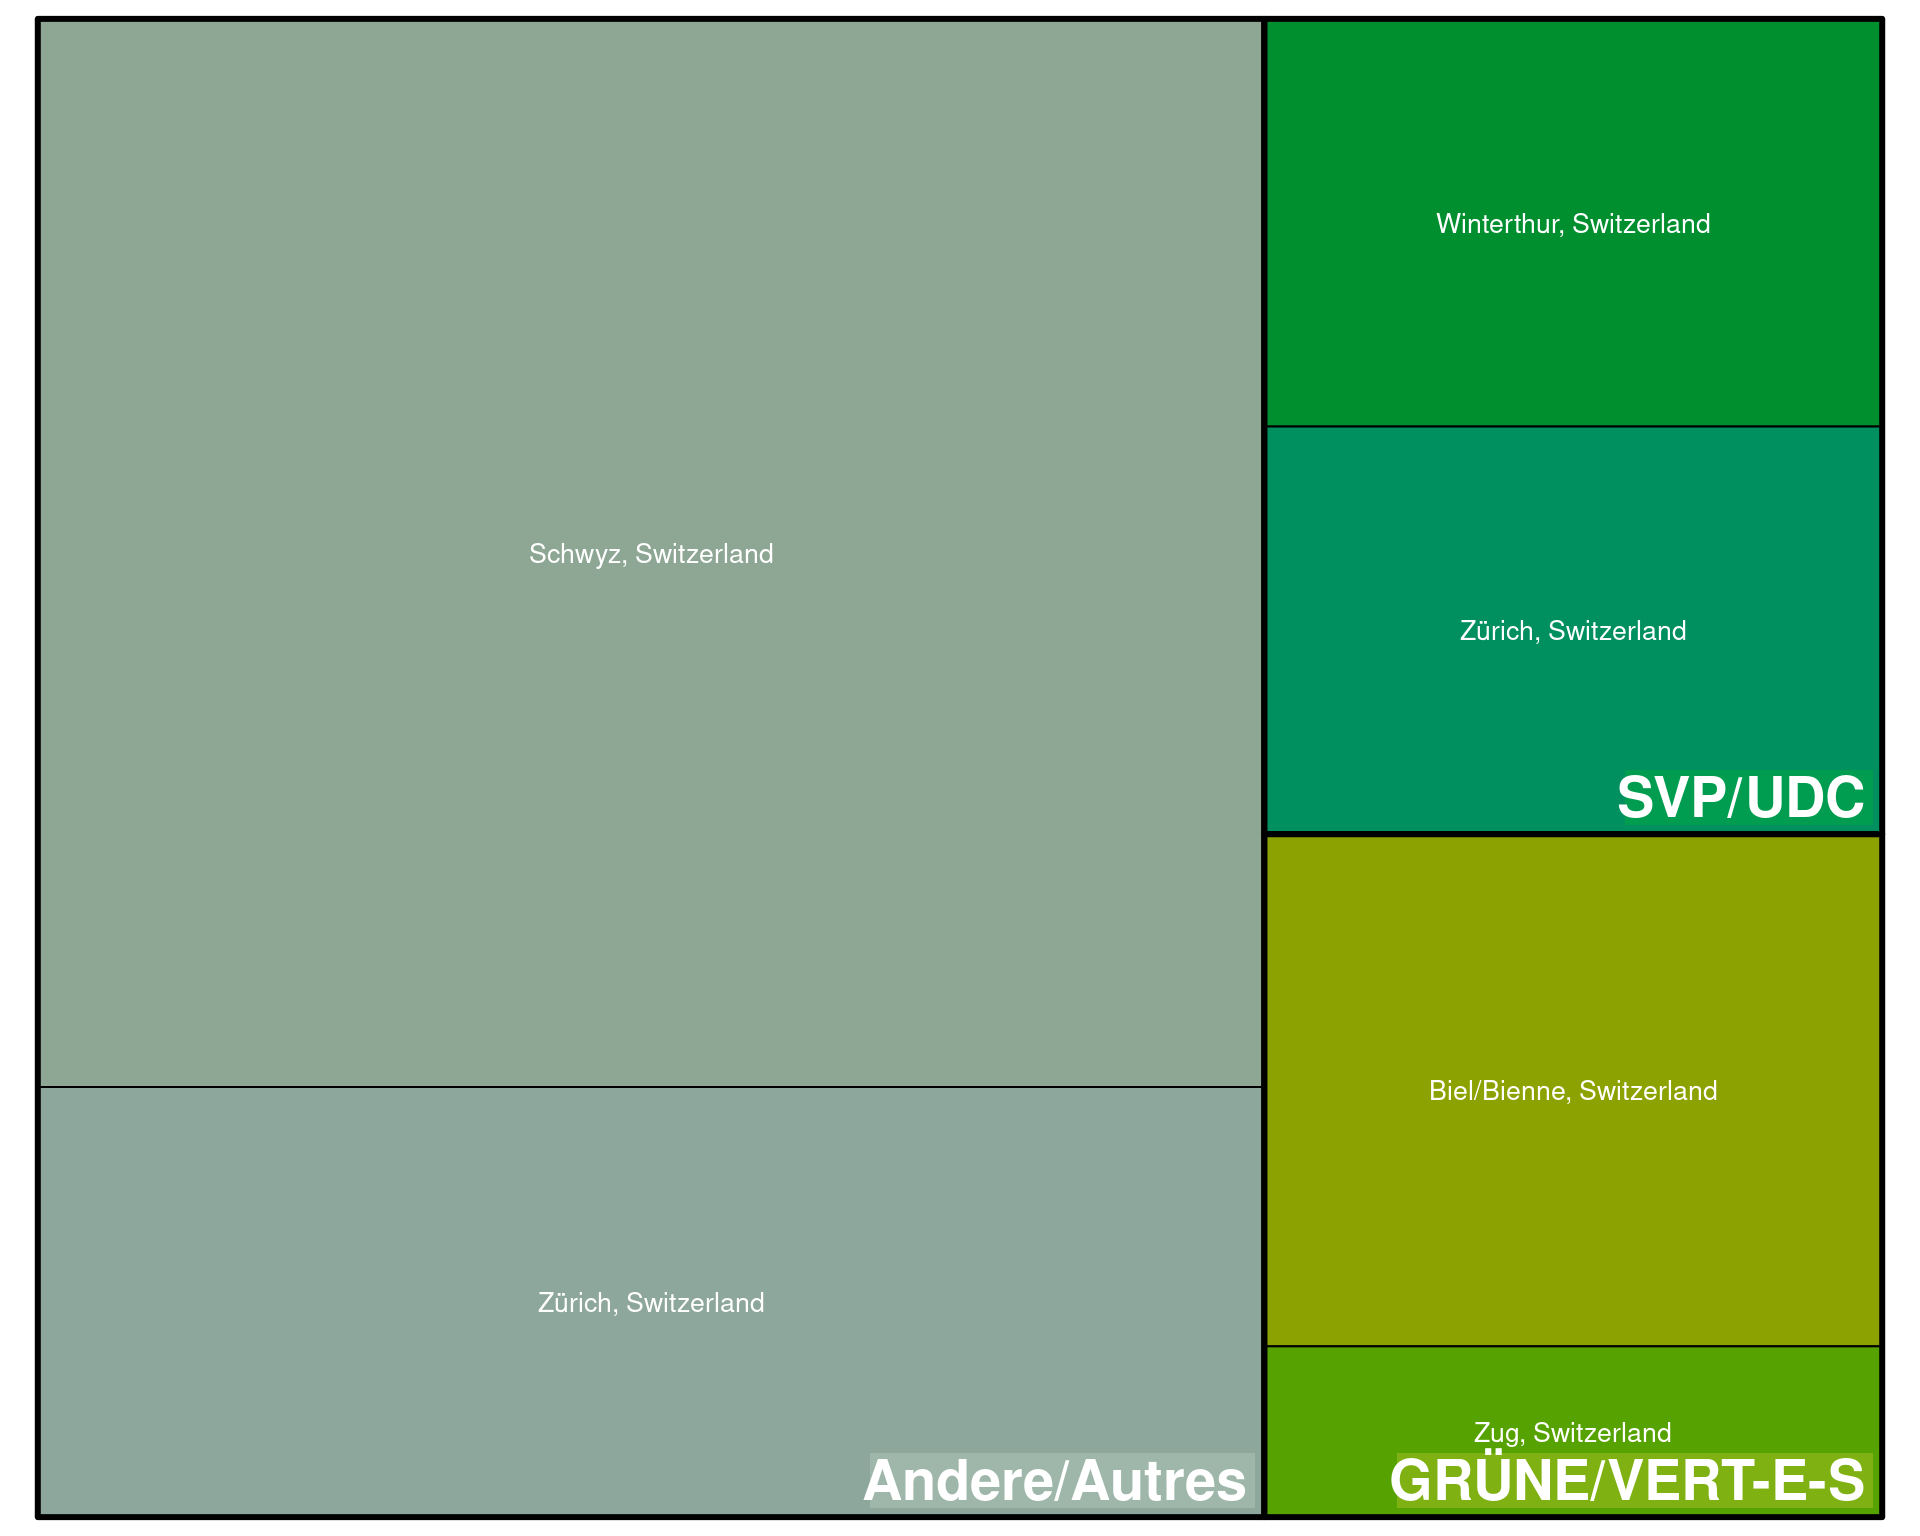 Schwyz, Switzerland
Zürich, Switzerland
Andere/Autres
Winterthur, Switzerland
Zürich, Switzerland
SVP/UDC
Biel/Bienne, Switzerland
Zug, Switzerland
GRÜNE/VERT-E-S